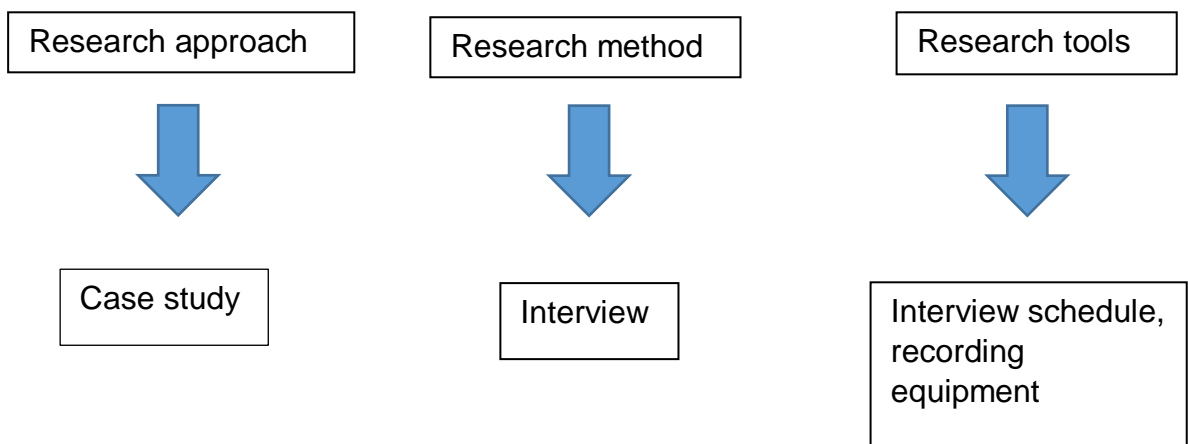 Research approach
Research method
Research tools
Case study
Interview
Interview schedule,
recording
equipment